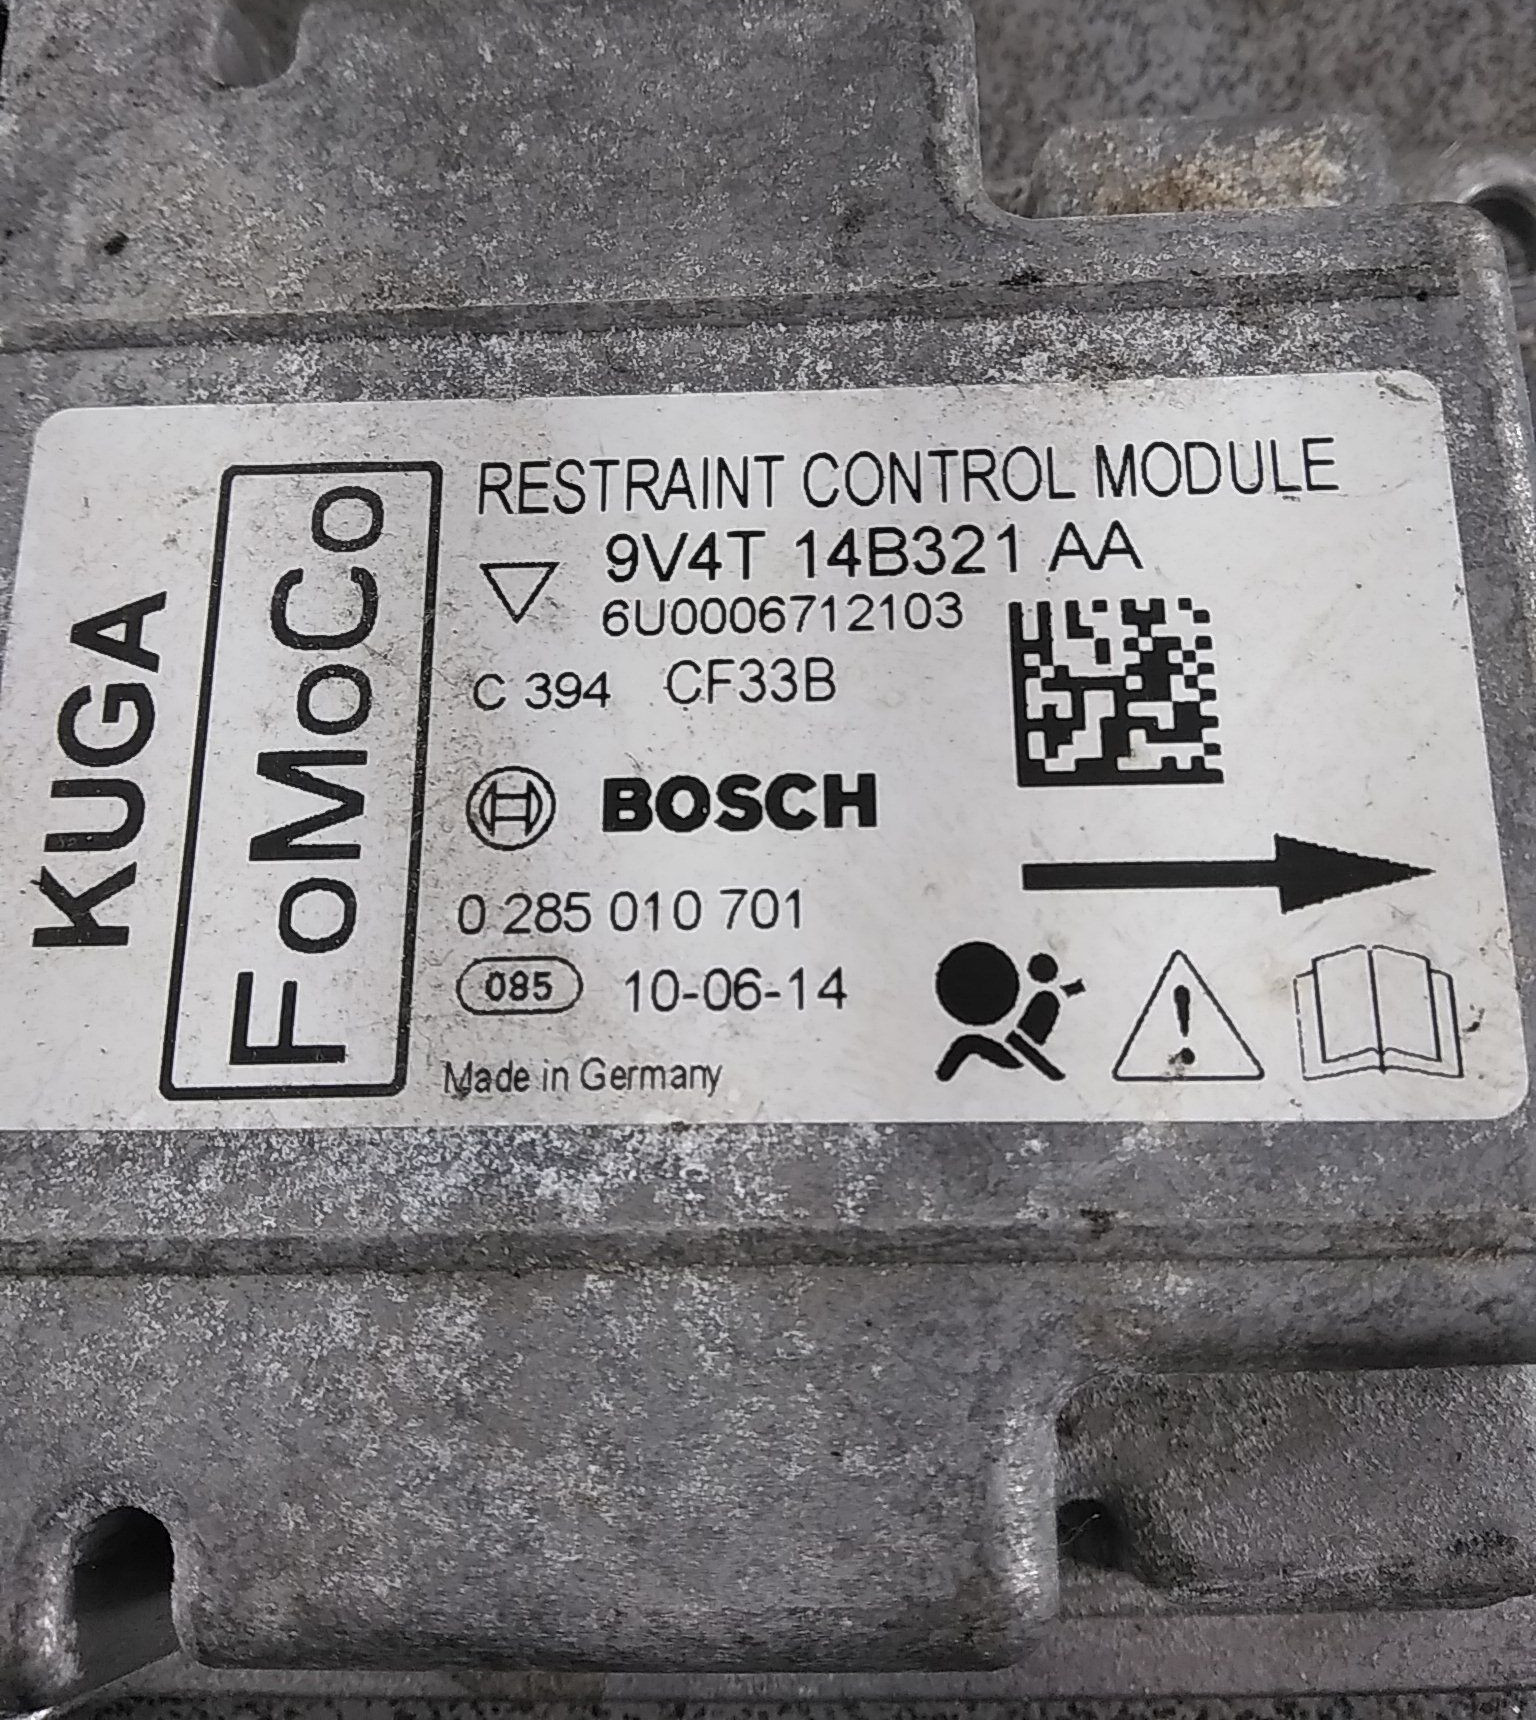 KUGA
FoMoCo
RESTRAINT CONTROL MODULE
9V4T 14B321 AA
6U0006712103
C 394 CF33B
BOSCH
0 285 010 701
085 10-06-14
Made in Germany